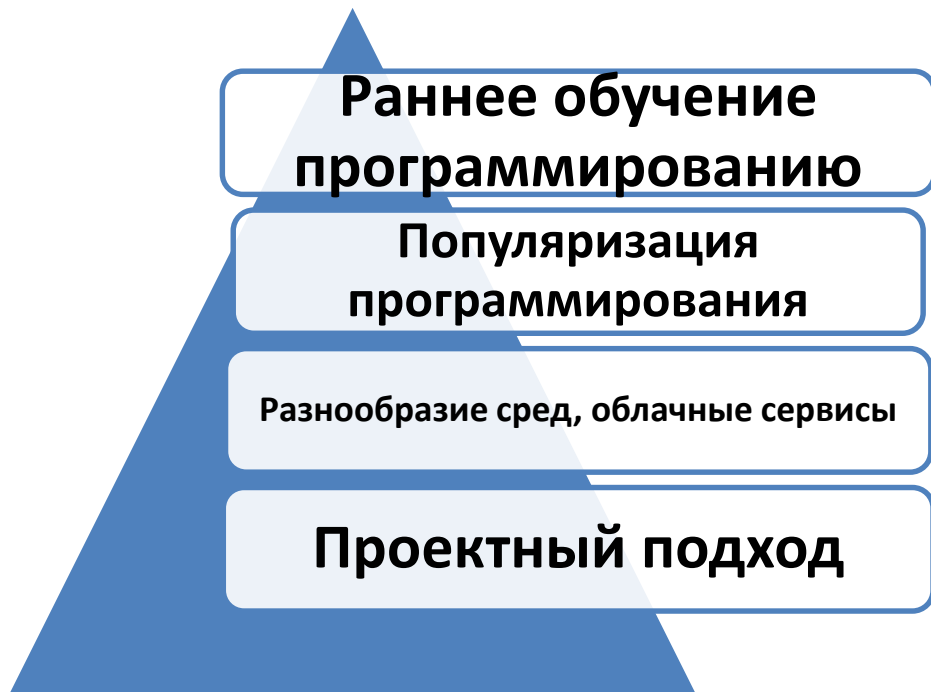 Раннее обучение
программированию
Популяризация
программирования
Разнообразие сред, облачные сервисы
Проектный подход